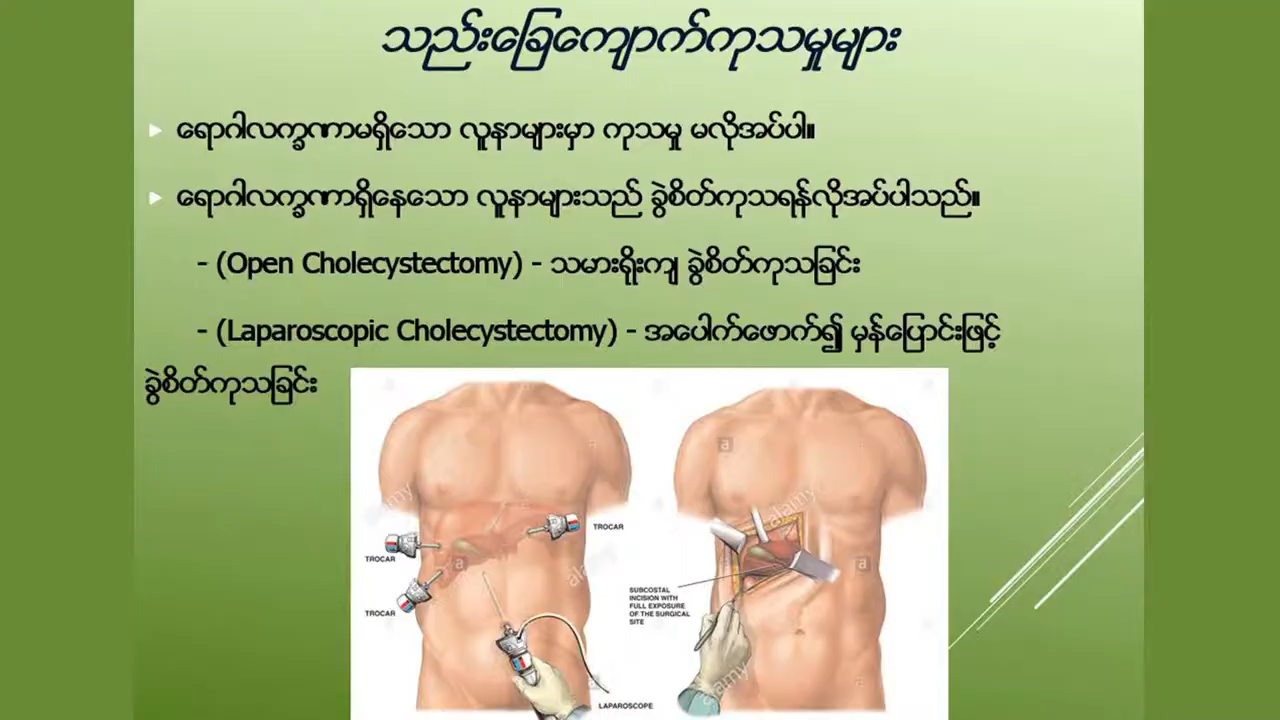 သည်းခြေကျောက်ကုသမှုများ
ရောဂါလက္ခဏာမရှိသော လူနာများမှာ ကုသမှု မလိုအပ်ပါ။
ရောဂါလက္ခဏာရှိနေသော လူနာများသည် ခွဲစိတ်ကုသရန်လိုအပ်ပါသည်။
- (Open Cholecystectomy) - သမားရိုးကျ ခွဲစိတ်ကုသခြင်း
- (Laparoscopic Cholecystectomy) - အပေါက်ဖောက်၍ မှန်ပြောင်းဖြင့်
ခွဲစိတ်ကုသခြင်း
TROCAR
TROCAR
TROCAR
LAPAROSCOPE
SUBCOSTAL
INCISION WITH
FULL EXPOSURE
OF THE SURGICAL
SITE
a
a
a
a
a
a
alamy
alamy
alamy
alamy